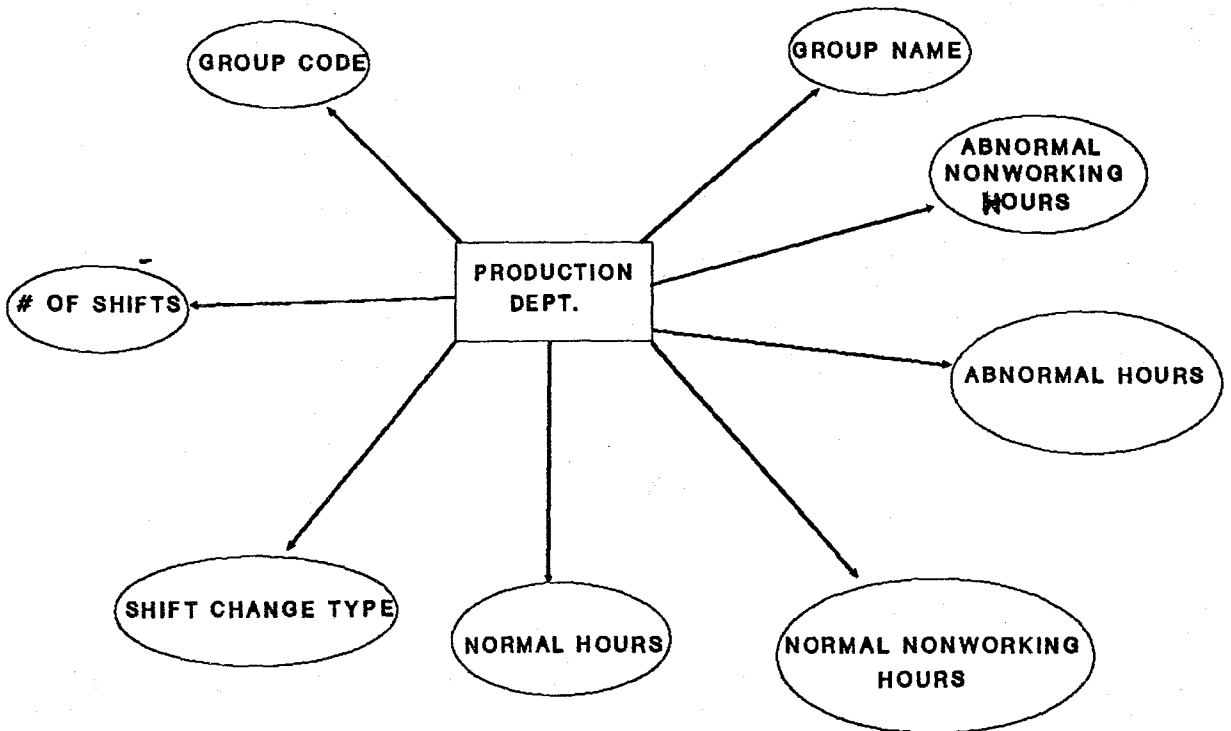 GROUP CODE
GROUP NAME
ABNORMAL
NONWORKING
HOURS
PRODUCTION
DEPT.
# OF SHIFTS
ABNORMAL HOURS
SHIFT CHANGE TYPE
NORMAL HOURS
NORMAL NONWORKING
HOURS